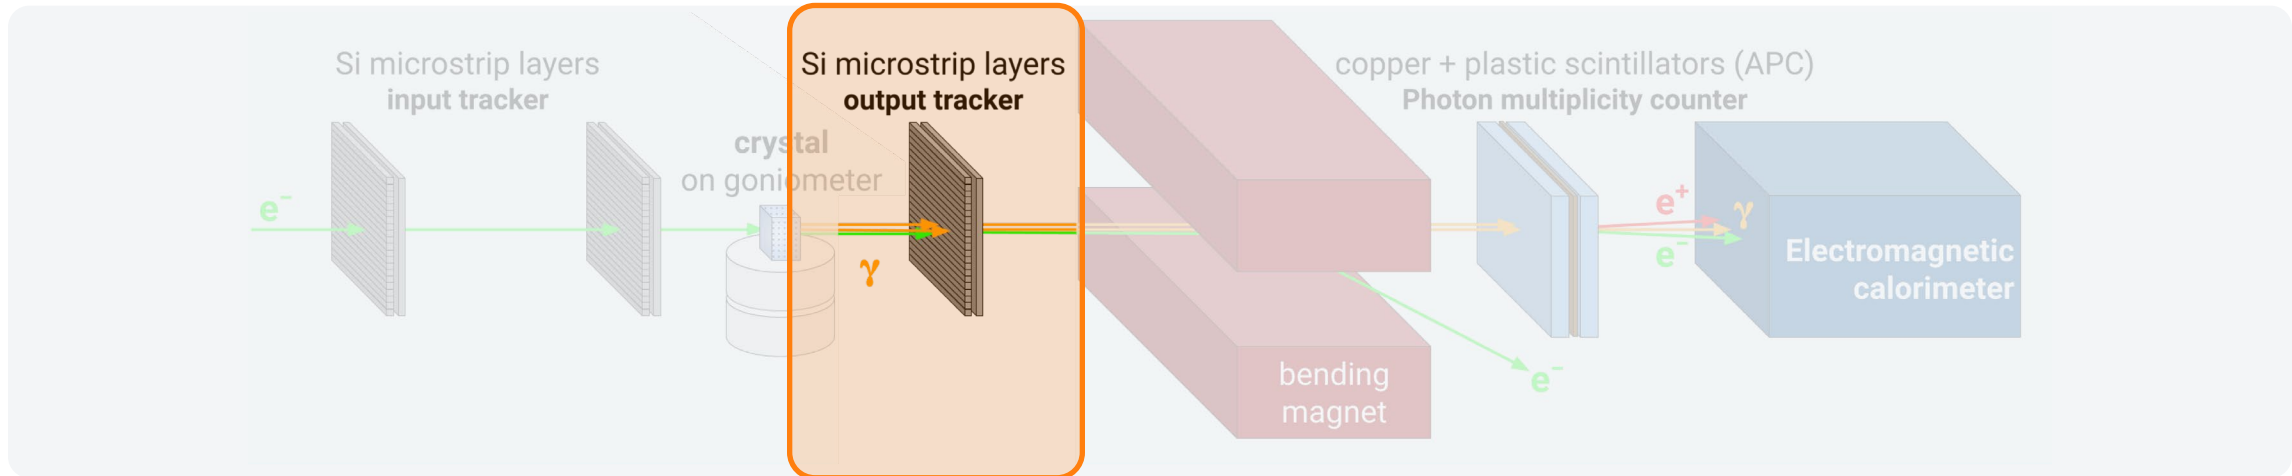 Si microstrip layers
input tracker
Si microstrip layers
output tracker
copper + plastic scintillators (APC)
Photon multiplicity counter
crystal
on goniometer
e⁻
γ
e⁺
γ
e⁻
Electromagnetic
calorimeter
bending
magnet
e⁻